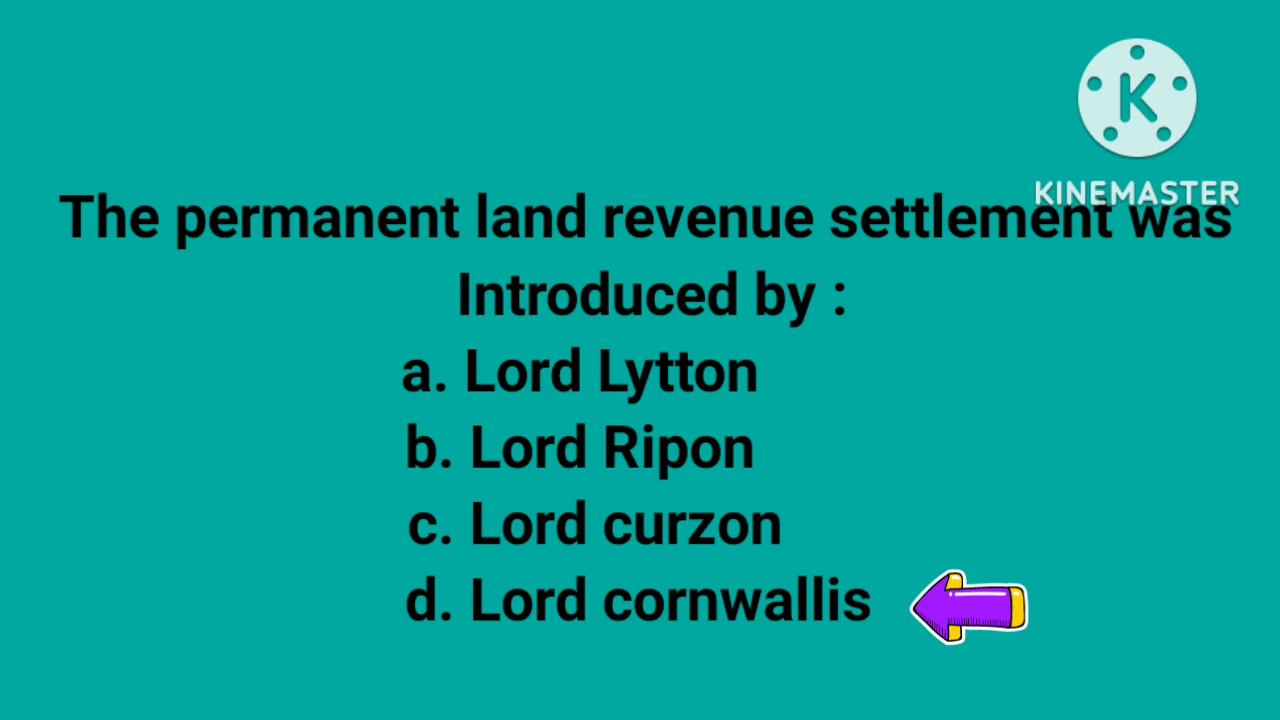 K
KINEMASTER
The permanent land revenue settlement was
Introduced by :
a. Lord Lytton
b. Lord Ripon
c. Lord curzon
d. Lord cornwallis